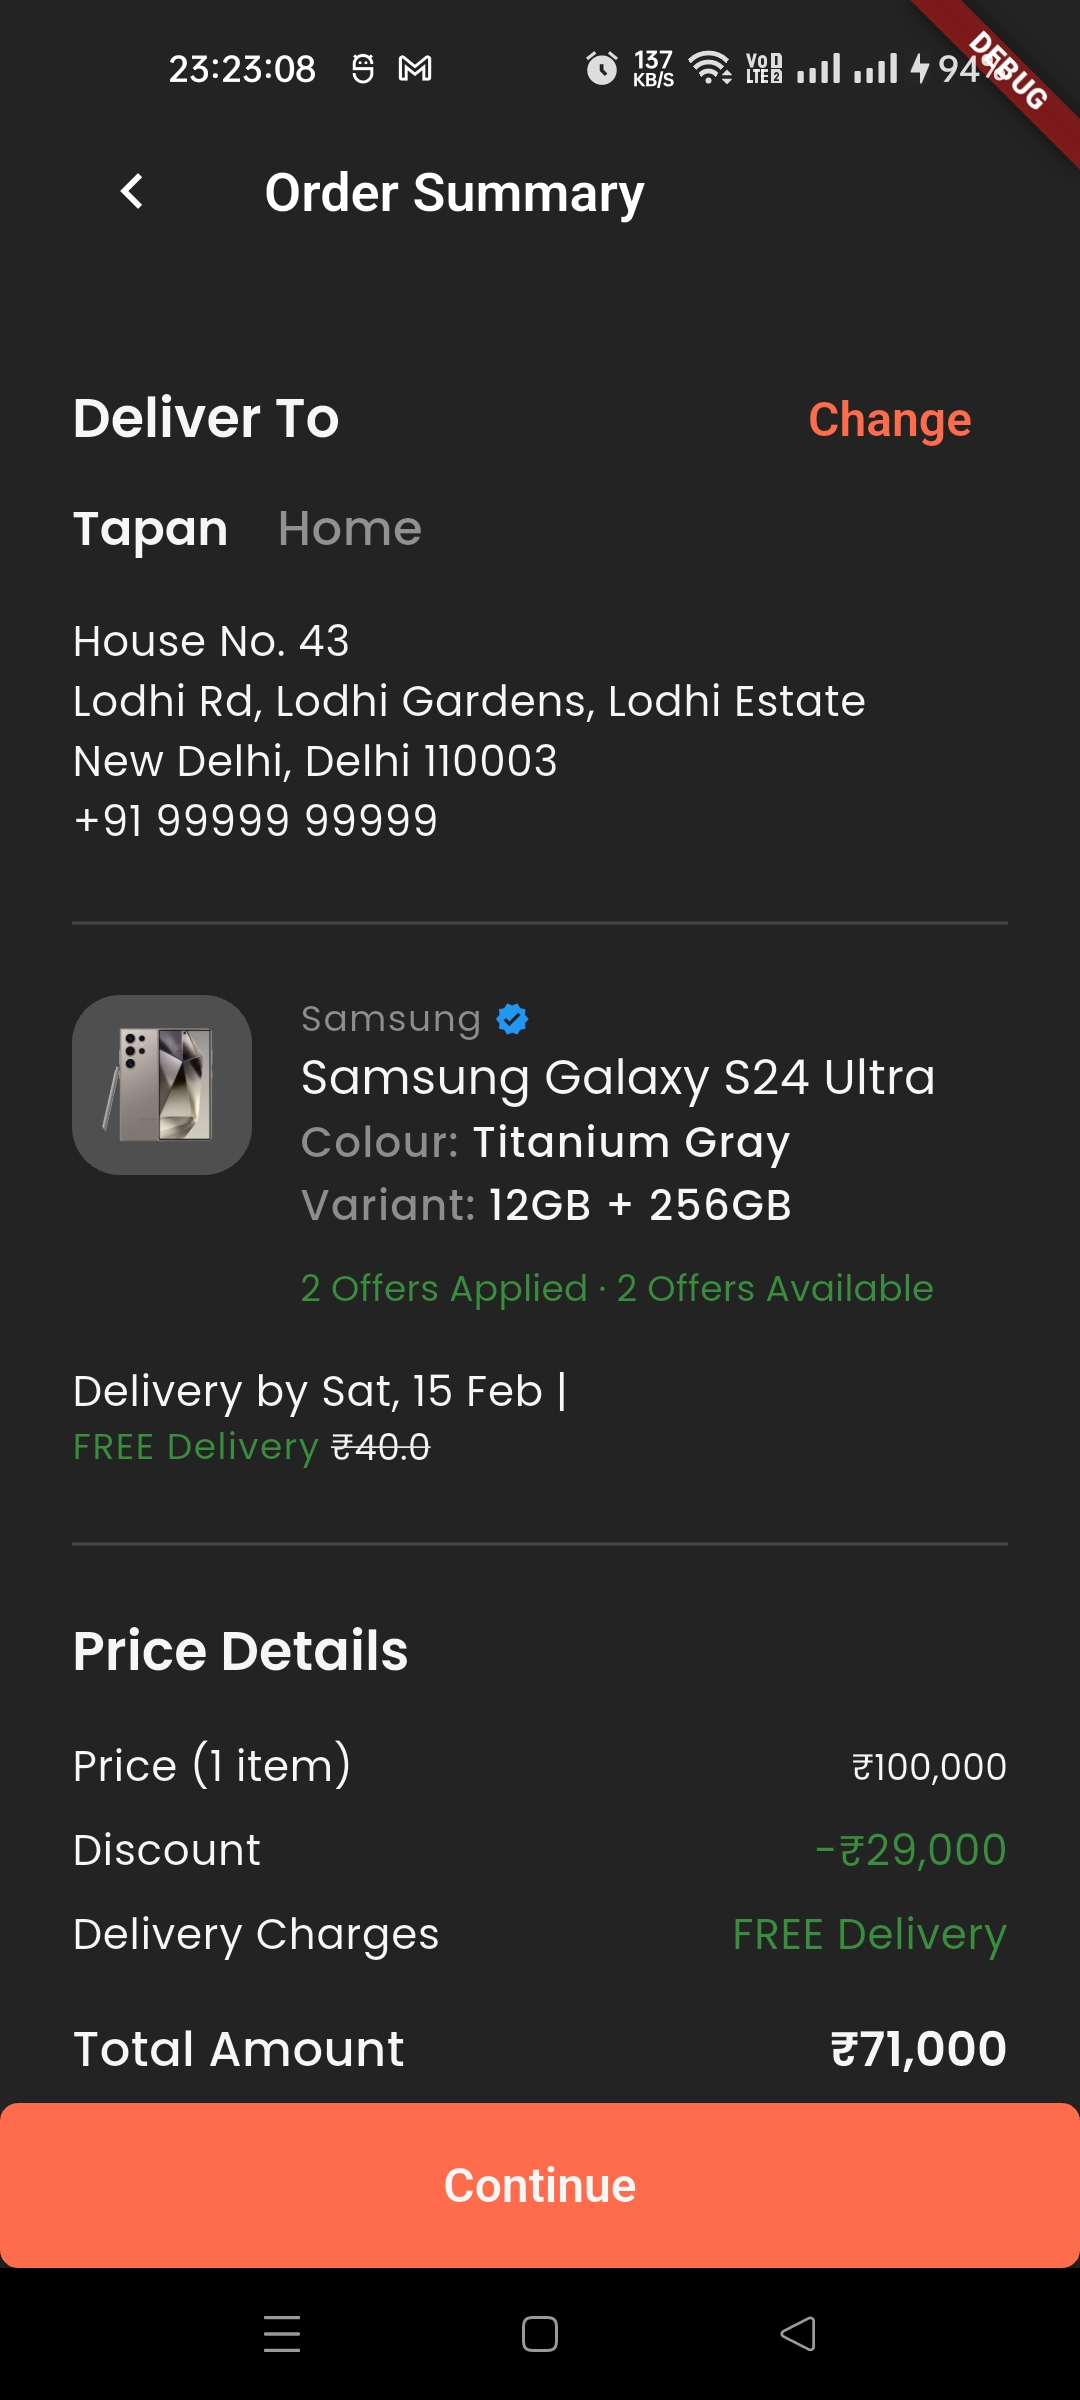 23:23:08 137 KB/S VoD LTE2 94%
DEBUG
Order Summary
Deliver To Change
Tapan Home
House No. 43
Lodhi Rd, Lodhi Gardens, Lodhi Estate
New Delhi, Delhi 110003
+91 99999 99999
Samsung
Samsung Galaxy S24 Ultra
Colour: Titanium Gray
Variant: 12GB + 256GB
2 Offers Applied · 2 Offers Available
Delivery by Sat, 15 Feb |
FREE Delivery ₹40.0
Price Details
Price (1 item) ₹100,000
Discount -₹29,000
Delivery Charges FREE Delivery
Total Amount ₹71,000
Continue